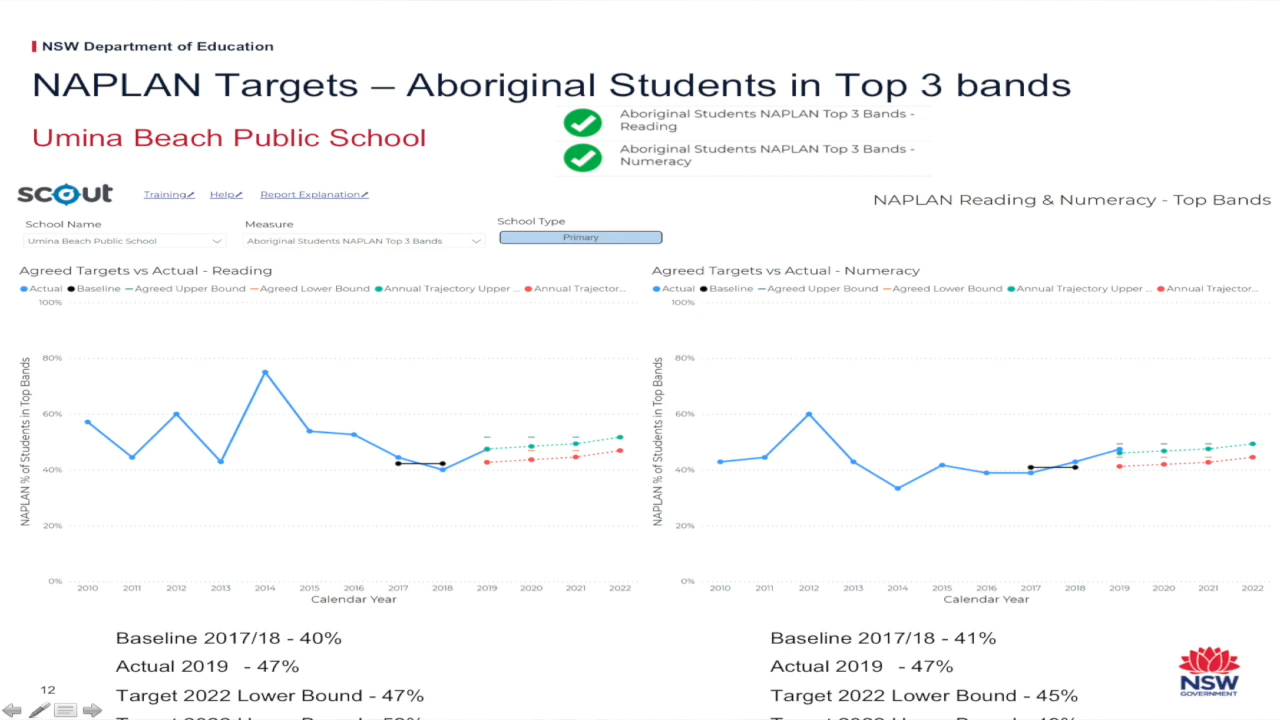 NSW Department of Education
NAPLAN Targets – Aboriginal Students in Top 3 bands
Umina Beach Public School
Aboriginal Students NAPLAN Top 3 Bands -
Reading
Aboriginal Students NAPLAN Top 3 Bands -
Numeracy
scout
Training Help Report Explanation
NAPLAN Reading & Numeracy - Top Bands
School Name
Umina Beach Public School
Measure
Aboriginal Students NAPLAN Top 3 Bands
School Type
Primary
Agreed Targets vs Actual - Reading
Actual Baseline Agreed Upper Bound Agreed Lower Bound Annual Trajectory Upper ... Annual Trajector...
NAPLAN % of Students in Top Bands
100%
80%
60%
40%
20%
0%
2010 2011 2012 2013 2014 2015 2016 2017 2018 2019 2020 2021 2022
Calendar Year
Agreed Targets vs Actual - Numeracy
Actual Baseline Agreed Upper Bound Agreed Lower Bound Annual Trajectory Upper ... Annual Trajector...
NAPLAN % of Students in Top Bands
100%
80%
60%
40%
20%
0%
2010 2011 2012 2013 2014 2015 2016 2017 2018 2019 2020 2021 2022
Calendar Year
Baseline 2017/18 - 40%
Actual 2019 - 47%
Target 2022 Lower Bound - 47%
Baseline 2017/18 - 41%
Actual 2019 - 47%
Target 2022 Lower Bound - 45%
12
NSW
GOVERNMENT